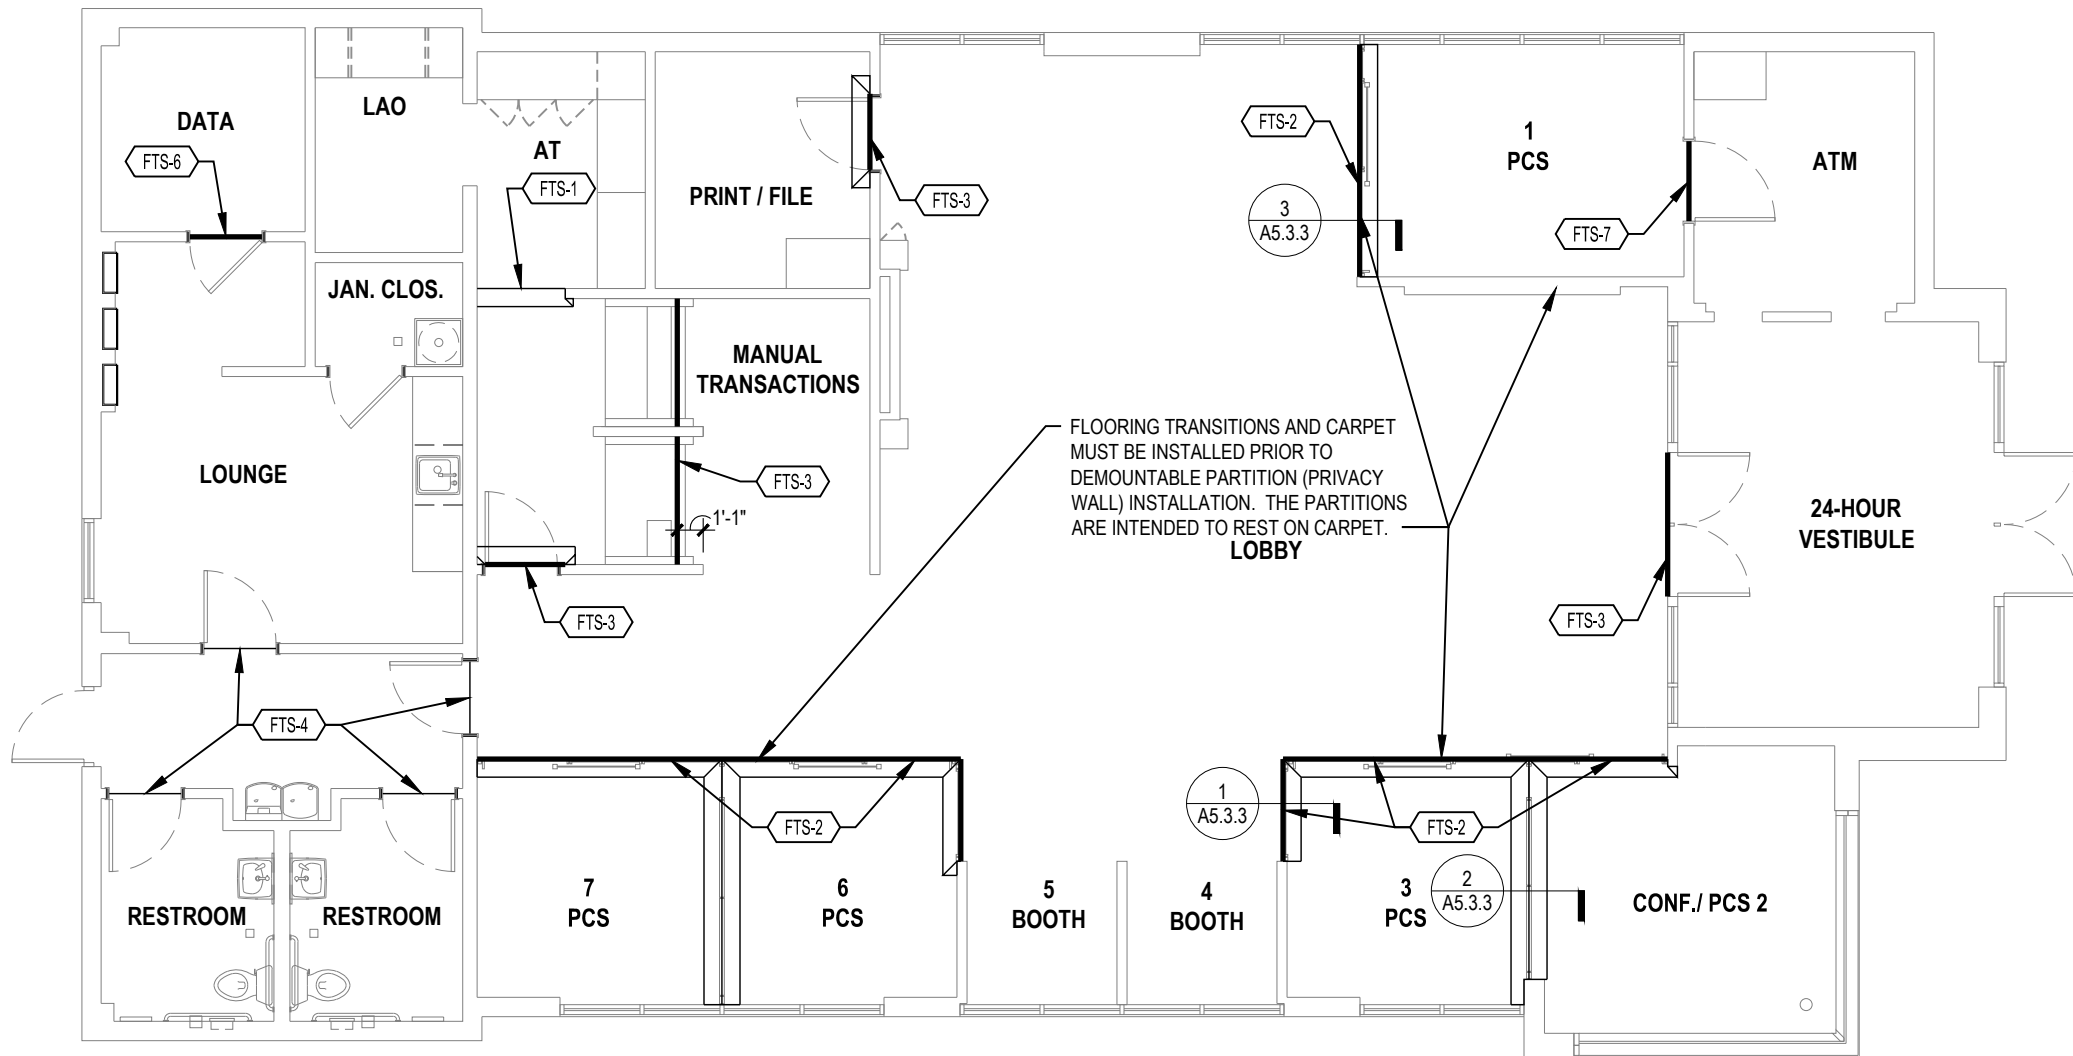 DATA
LAO
FTS-6
AT
FTS-1
PRINT / FILE
FTS-3
FTS-2
1
PCS
ATM
3
A5.3.3
FTS-7
JAN. CLOS.
MANUAL
TRANSACTIONS
LOUNGE
FTS-3
1'-1"
FLOORING TRANSITIONS AND CARPET
MUST BE INSTALLED PRIOR TO
DEMOUNTABLE PARTITION (PRIVACY
WALL) INSTALLATION. THE PARTITIONS
ARE INTENDED TO REST ON CARPET.
LOBBY
24-HOUR
VESTIBULE
FTS-3
FTS-3
FTS-4
1
A5.3.3
FTS-2
FTS-2
RESTROOM
RESTROOM
7
PCS
6
PCS
5
BOOTH
4
BOOTH
3
PCS
2
A5.3.3
CONF./ PCS 2